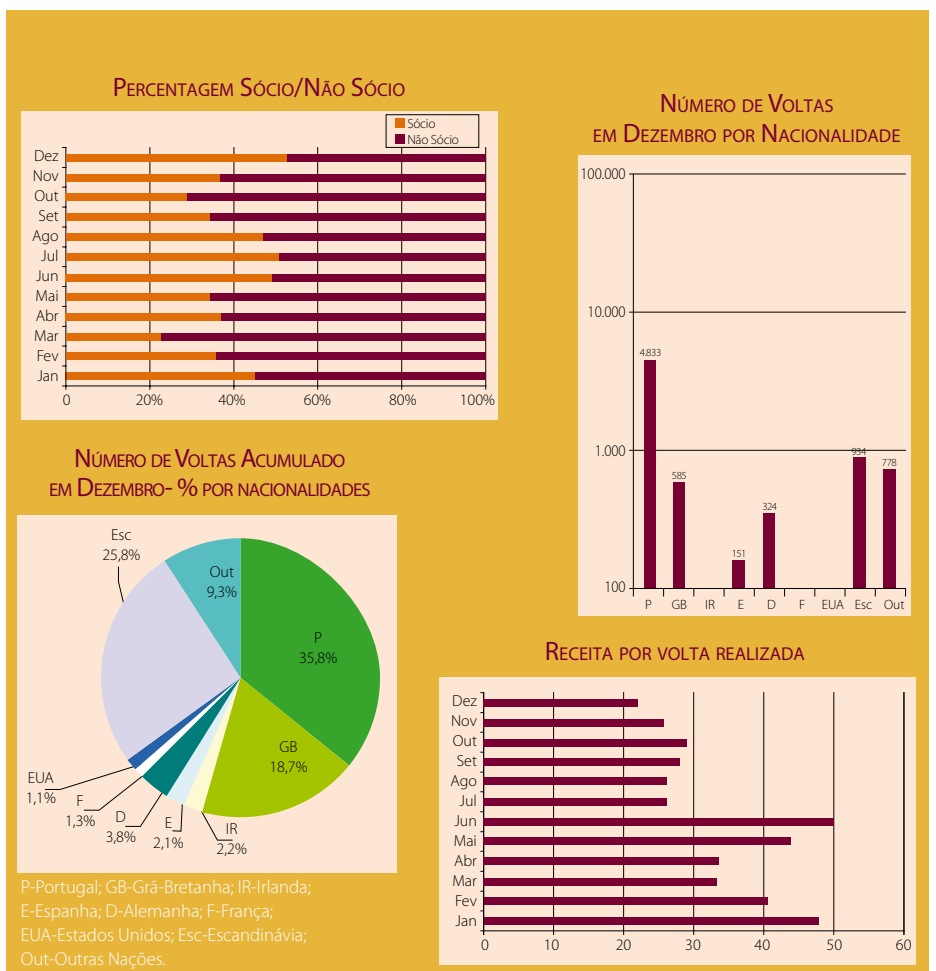 Percentagem Sócio/Não Sócio
Sócio
Não Sócio
Dez
Nov
Out
Set
Ago
Jul
Jun
Mai
Abr
Mar
Fev
Jan
0 20% 40% 60% 80% 100%
Número de Voltas
em Dezembro por Nacionalidade
100.000
10.000
1.000
100
4.833
585
151
324
934
778
P GB IR E D F EUA Esc Out
Número de Voltas Acumulado
em Dezembro- % por nacionalidades
Esc
25,8%
Out
9,3%
P
35,8%
GB
18,7%
EUA
1,1%
F
1,3%
D
3,8%
E
2,1%
IR
2,2%
P-Portugal; GB-Grã-Bretanha; IR-Irlanda;
E-Espanha; D-Alemanha; F-França;
EUA-Estados Unidos; Esc-Escandinávia;
Out-Outras Nações.
Receita por volta realizada
Dez
Nov
Out
Set
Ago
Jul
Jun
Mai
Abr
Mar
Fev
Jan
0 10 20 30 40 50 60